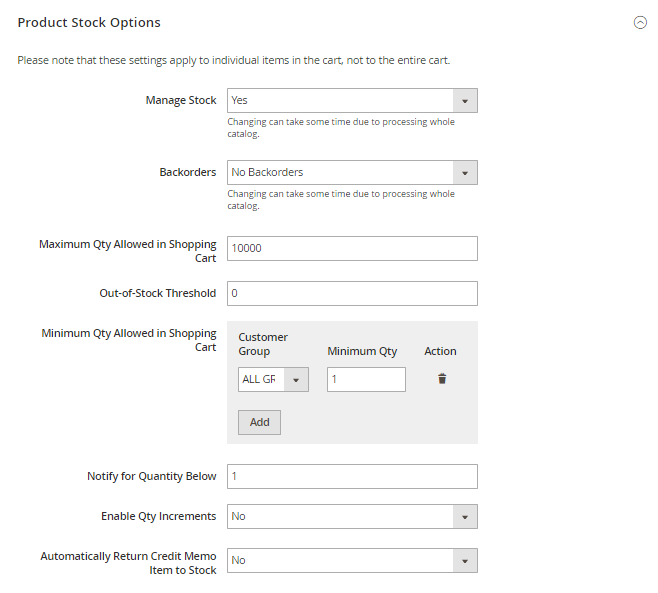 Product Stock Options
Please note that these settings apply to individual items in the cart, not to the entire cart.
Manage Stock
Yes
Changing can take some time due to processing whole
catalog.
Backorders
No Backorders
Changing can take some time due to processing whole
catalog.
Maximum Qty Allowed in Shopping
Cart
10000
Out-of-Stock Threshold
0
Minimum Qty Allowed in Shopping
Cart
Customer
Group
Minimum Qty
Action
ALL GR
1
Add
Notify for Quantity Below
1
Enable Qty Increments
No
Automatically Return Credit Memo
Item to Stock
No